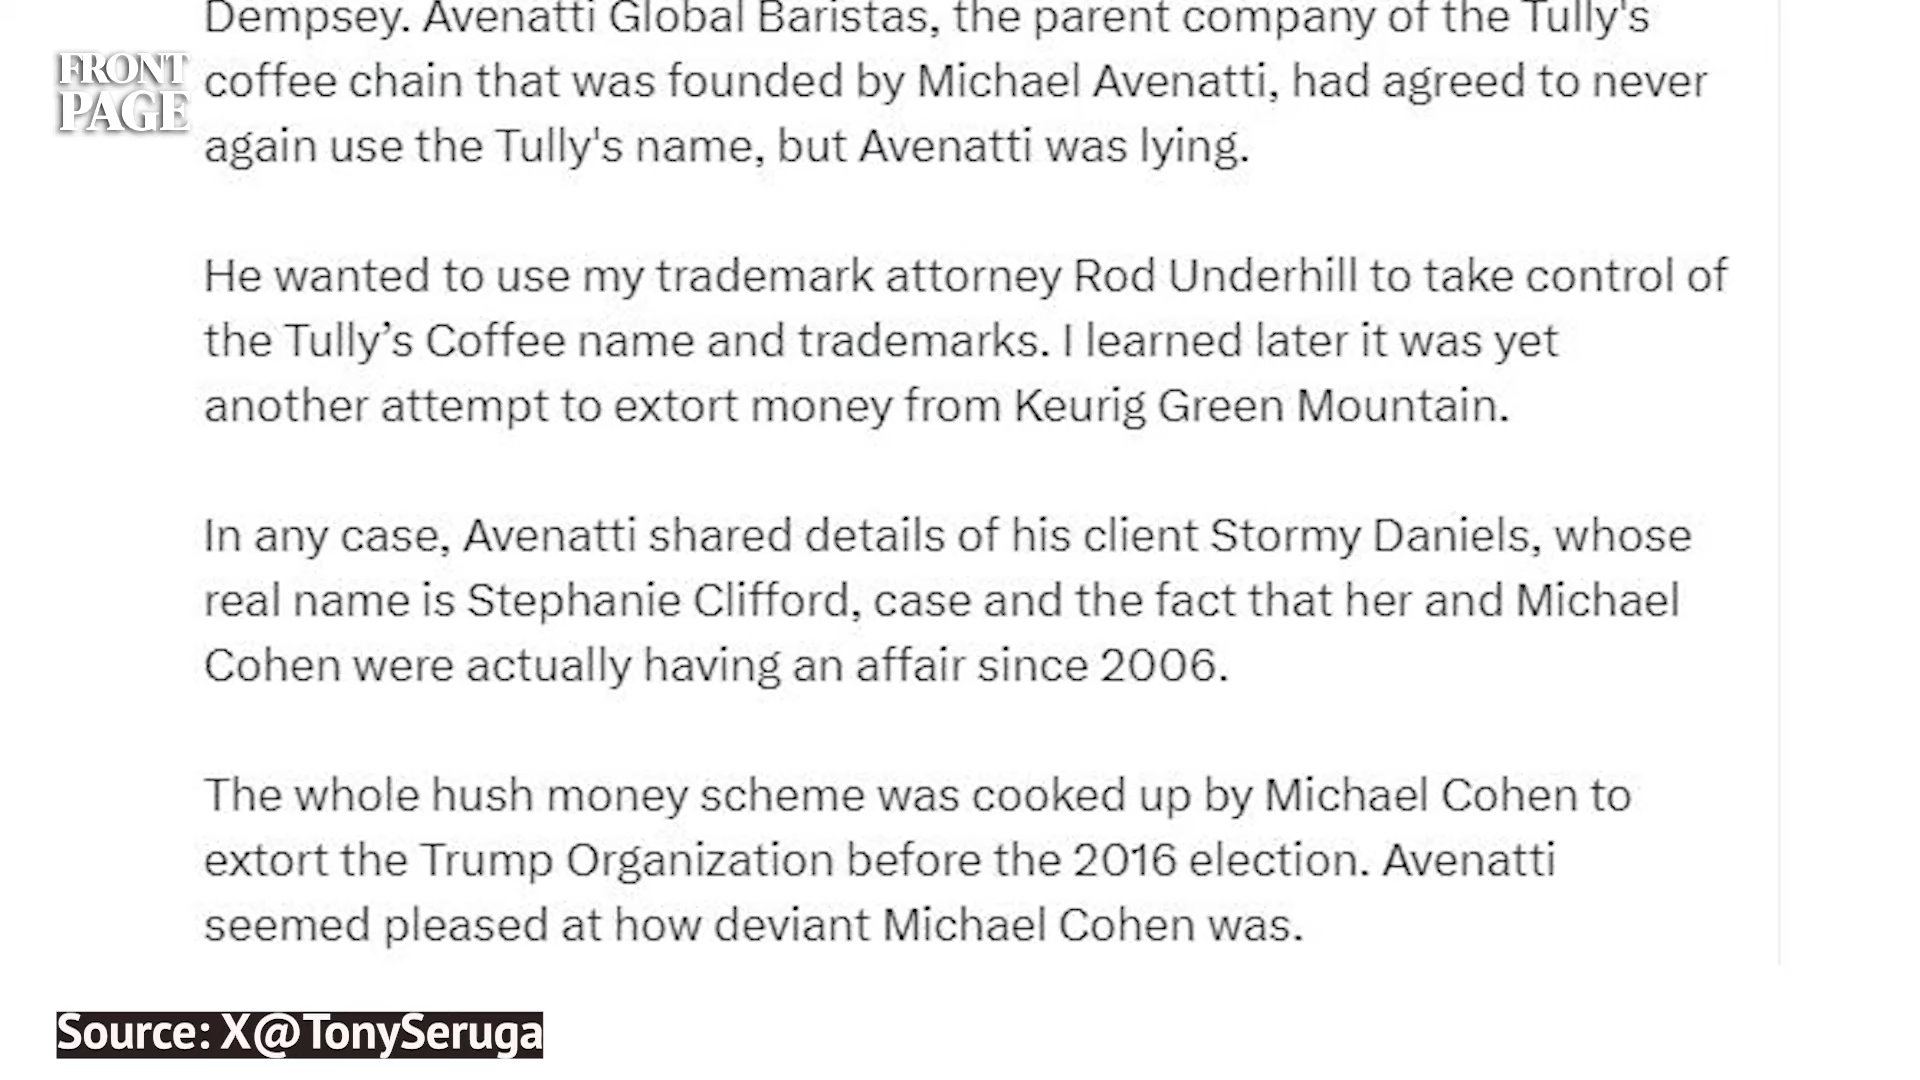 Dempsey. Avenatti Global Baristas, the parent company of the Tully's
FRONT
PAGE
coffee chain that was founded by Michael Avenatti, had agreed to never
again use the Tully's name, but Avenatti was lying.
He wanted to use my trademark attorney Rod Underhill to take control of
the Tully’s Coffee name and trademarks. I learned later it was yet
another attempt to extort money from Keurig Green Mountain.
In any case, Avenatti shared details of his client Stormy Daniels, whose
real name is Stephanie Clifford, case and the fact that her and Michael
Cohen were actually having an affair since 2006.
The whole hush money scheme was cooked up by Michael Cohen to
extort the Trump Organization before the 2016 election. Avenatti
seemed pleased at how deviant Michael Cohen was.
Source: X@TonySeruga